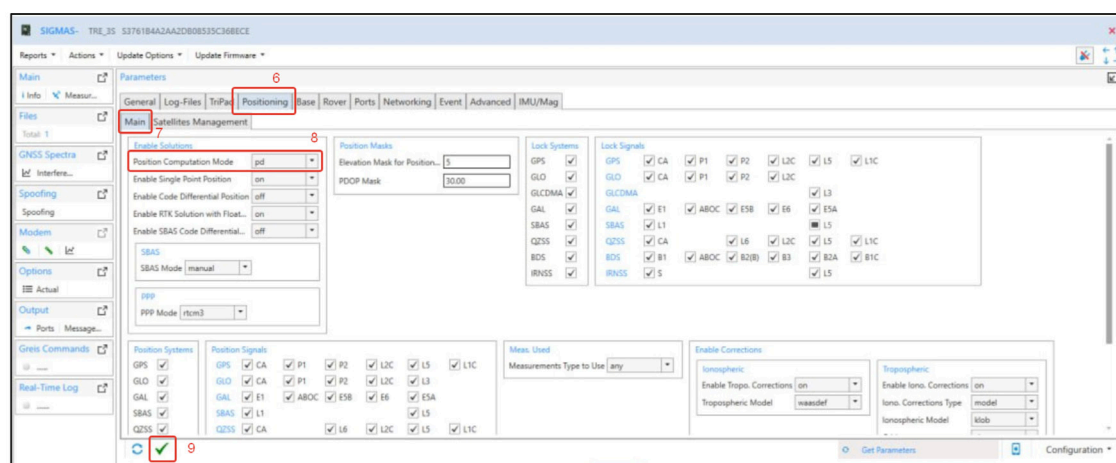 SIGMAS- TRE_3S S3761B4A2AA2DB08535C368ECE
Reports Actions Update Options Update Firmware
Main
Info Measur...
Files
Total: 1
GNSS Spectra
Interfere...
Spoofing
Spoofing
Modem
Options
Actual
Output
Ports Message...
Greis Commands
Real-Time Log
Parameters
6
General Log-Files TriPad Positioning Base Rover Ports Networking Event Advanced IMU/Mag
Main Satellites Management
7
8
Enable Solutions
Position Computation Mode pd
Enable Single Point Position on
Enable Code Differential Position off
Enable RTK Solution with Float... on
Enable SBAS Code Differential... off
SBAS
SBAS Mode manual
PPP
PPP Mode rtcm3
Position Masks
Elevation Mask for Position... 5
PDOP Mask 30.00
Lock Systems
GPS
GLO
GLCDMA
GAL
SBAS
QZSS
BDS
IRNSS
Lock Signals
GPS CA P1 P2 L2C L5 L1C
GLO CA P1 P2 L2C
GLCDMA L3
GAL E1 ABOC E5B E6 E5A
SBAS L1 L5
QZSS CA L6 L2C L5 L1C
BDS B1 ABOC B2(B) B3 B2A B1C
IRNSS S L5
Position Systems
GPS
GLO
GAL
SBAS
QZSS
Position Signals
GPS CA P1 P2 L2C L5 L1C
GLO CA P1 P2 L2C L3
GAL E1 ABOC E5B E6 E5A
SBAS L1 L5
QZSS CA L6 L2C L5 L1C
Meas. Used
Measurements Type to Use any
Enable Corrections
Ionospheric
Enable Tropo. Corrections on
Tropospheric Model waasdef
Tropospheric
Enable Iono. Corrections on
Iono. Corrections Type model
Ionospheric Model klob
9
Get Parameters
Configuration